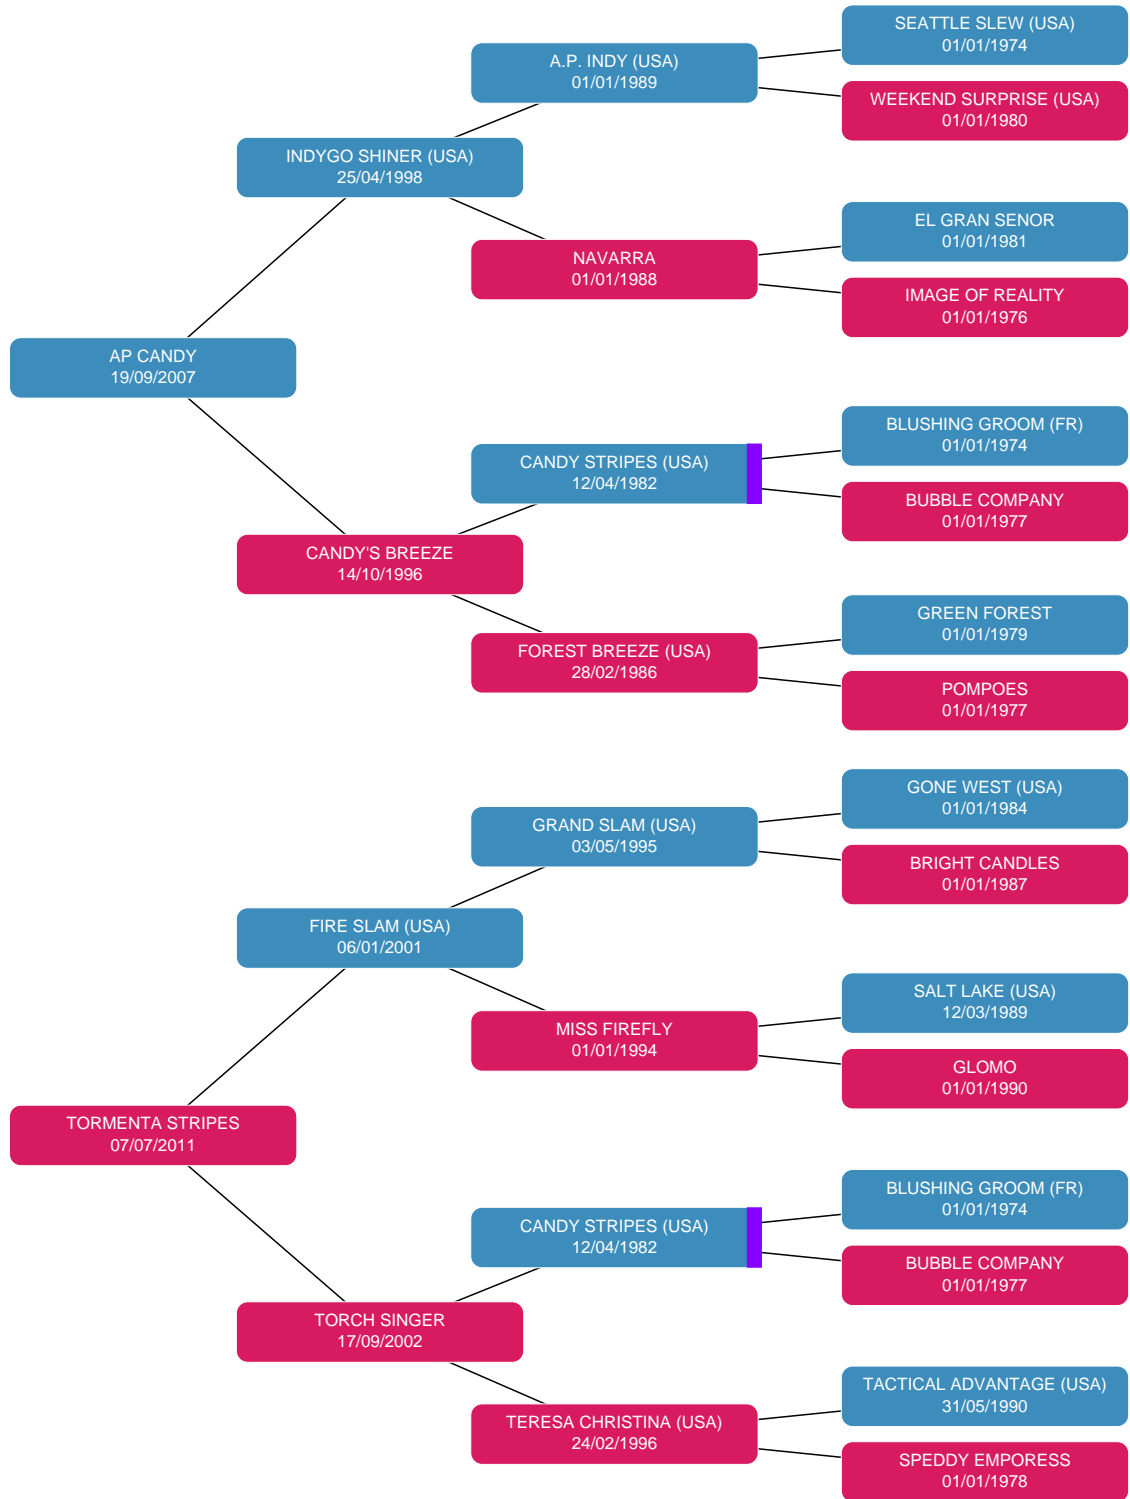 SEATTLE SLEW (USA)
01/01/1974
A.P. INDY (USA)
01/01/1989
WEEKEND SURPRISE (USA)
01/01/1980
INDYGO SHINER (USA)
25/04/1998
EL GRAN SENOR
01/01/1981
NAVARRA
01/01/1988
IMAGE OF REALITY
01/01/1976
AP CANDY
19/09/2007
BLUSHING GROOM (FR)
01/01/1974
CANDY STRIPES (USA)
12/04/1982
BUBBLE COMPANY
01/01/1977
CANDY'S BREEZE
14/10/1996
GREEN FOREST
01/01/1979
FOREST BREEZE (USA)
28/02/1986
POMPOES
01/01/1977
GONE WEST (USA)
01/01/1984
GRAND SLAM (USA)
03/05/1995
BRIGHT CANDLES
01/01/1987
FIRE SLAM (USA)
06/01/2001
SALT LAKE (USA)
12/03/1989
MISS FIREFLY
01/01/1994
GLOMO
01/01/1990
TORMENTA STRIPES
07/07/2011
BLUSHING GROOM (FR)
01/01/1974
CANDY STRIPES (USA)
12/04/1982
BUBBLE COMPANY
01/01/1977
TORCH SINGER
17/09/2002
TACTICAL ADVANTAGE (USA)
31/05/1990
TERESA CHRISTINA (USA)
24/02/1996
SPEDDY EMPORESS
01/01/1978